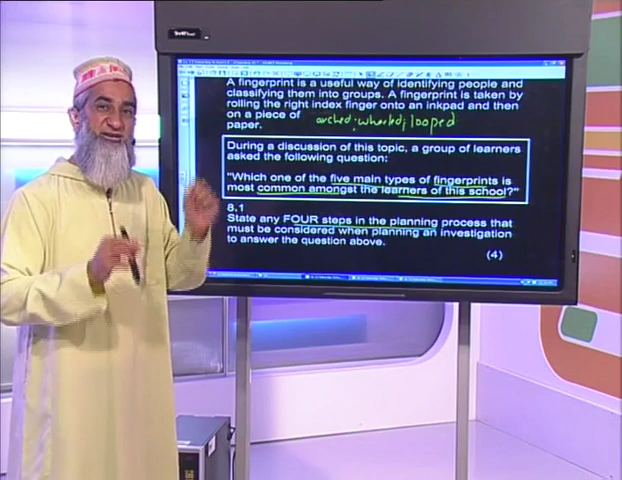 A fingerprint is a useful way of identifying people and
classifying them into groups. A fingerprint is taken by
rolling the right index finger onto an inkpad and then
on a piece of
paper.
arched; whorled; looped
During a discussion of this topic, a group of learners
asked the following question:
"Which one of the five main types of fingerprints is
most common amongst the learners of this school?"
8.1
State any FOUR steps in the planning process that
must be considered when planning an investigation
to answer the question above.
(4)